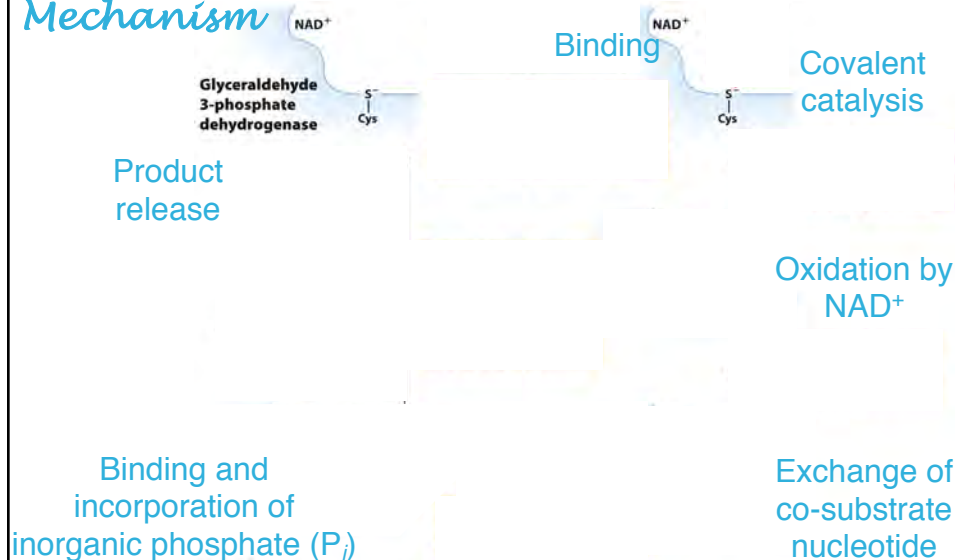 Mechanism
NAD⁺
Glyceraldehyde
3-phosphate
dehydrogenase
S⁻
Cys
Binding
NAD⁺
S⁻
Cys
Covalent
catalysis
Product
release
Oxidation by
NAD⁺
Binding and
incorporation of
inorganic phosphate (Pᵢ)
Exchange of
co-substrate
nucleotide